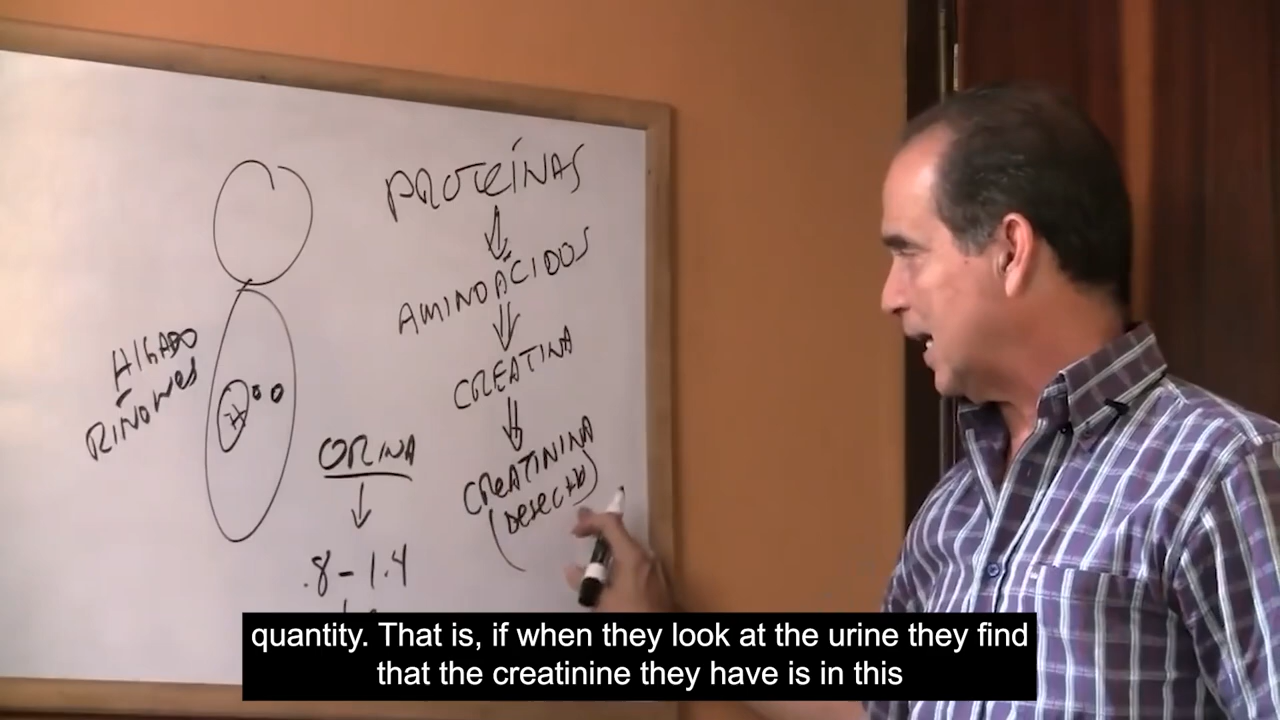 PROTEÍNAS
AMINOÁCIDOS
CREATINA
CREATININA
(DESECHO)
HIGADO
RIÑONES
H
ORINA
.8 - 1.4
quantity. That is, if when they look at the urine they find
that the creatinine they have is in this